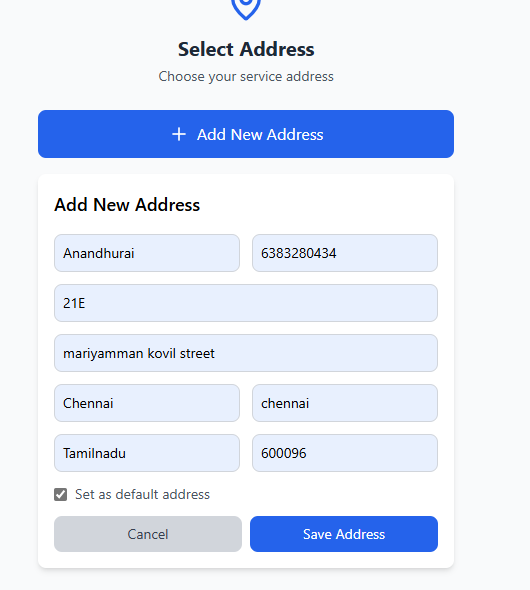 Select Address
Choose your service address
+ Add New Address
Add New Address
Anandhurai 6383280434
21E
mariyamman kovil street
Chennai chennai
Tamilnadu 600096
Set as default address
Cancel Save Address